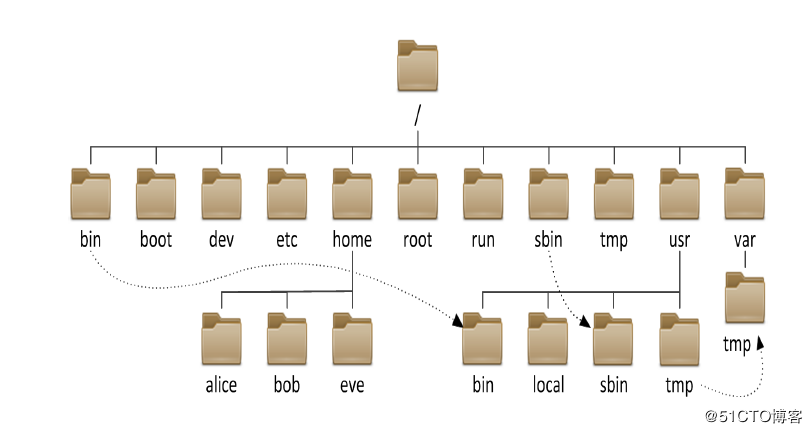 /
bin boot dev etc home root run sbin tmp usr var
tmp
alice bob eve bin local sbin tmp
@51CTO博客